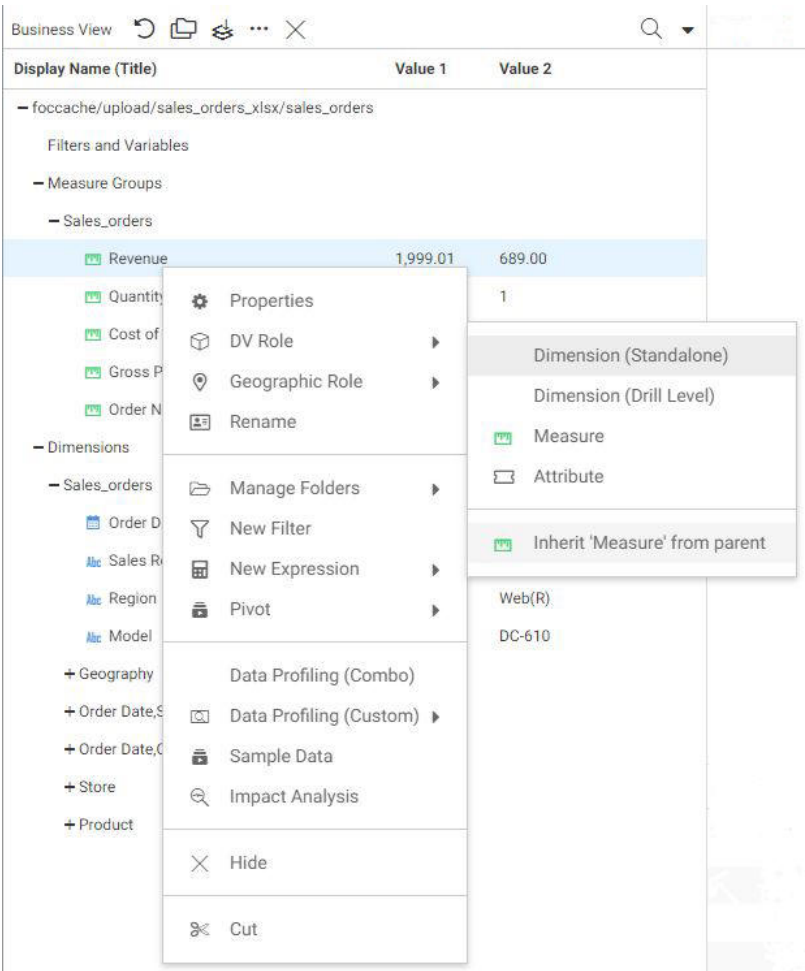 Business View
Display Name (Title) Value 1 Value 2
foccache/upload/sales_orders_xlsx/sales_orders
Filters and Variables
Measure Groups
Sales_orders
Revenue 1,999.01 689.00
Quantity 1
Cost of
Gross P
Order N
Dimensions
Sales_orders
Order D
Abc Sales R
Abc Region Web(R)
Abc Model DC-610
Geography
Order Date,S
Order Date,
Store
Product
Properties
DV Role
Geographic Role
Rename
Manage Folders
New Filter
New Expression
Pivot
Data Profiling (Combo)
Data Profiling (Custom)
Sample Data
Impact Analysis
Hide
Cut
Dimension (Standalone)
Dimension (Drill Level)
Measure
Attribute
Inherit 'Measure' from parent